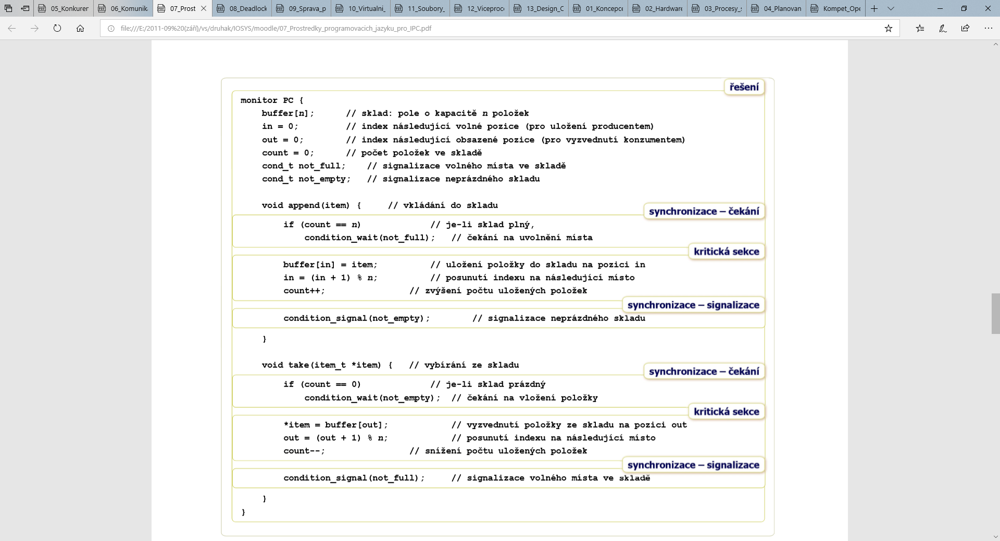 05_Konkurer
06_Komunik
07_Prost
08_Deadlock
09_Sprava_p
10_Virtualni_
11_Soubory_
12_Viceproc
13_Design_C
01_Koncepce
02_Hardware
03_Procesy_s
04_Planovan
Kompet_Ope
file:///E:/2011-09%20(září)/vs/druhak/IOSYS/moodle/07_Prostredky_programovacich_jazyku_pro_IPC.pdf
řešení
monitor PC {
buffer[n]; // sklad: pole o kapacitě n položek
in = 0; // index následující volné pozice (pro uložení producentem)
out = 0; // index následující obsazené pozice (pro vyzvednutí konzumentem)
count = 0; // počet položek ve skladě
cond_t not_full; // signalizace volného místa ve skladě
cond_t not_empty; // signalizace neprázdného skladu
void append(item) { // vkládání do skladu
synchronizace – čekání
if (count == n) // je-li sklad plný,
condition_wait(not_full); // čekání na uvolnění místa
kritická sekce
buffer[in] = item; // uložení položky do skladu na pozici in
in = (in + 1) % n; // posunutí indexu na následující místo
count++; // zvýšení počtu uložených položek
synchronizace – signalizace
condition_signal(not_empty); // signalizace neprázdného skladu
}
void take(item_t *item) { // vybírání ze skladu
synchronizace – čekání
if (count == 0) // je-li sklad prázdný
condition_wait(not_empty); // čekání na vložení položky
kritická sekce
*item = buffer[out]; // vyzvednutí položky ze skladu na pozici out
out = (out + 1) % n; // posunutí indexu na následující místo
count--; // snížení počtu uložených položek
synchronizace – signalizace
condition_signal(not_full); // signalizace volného místa ve skladě
}
}